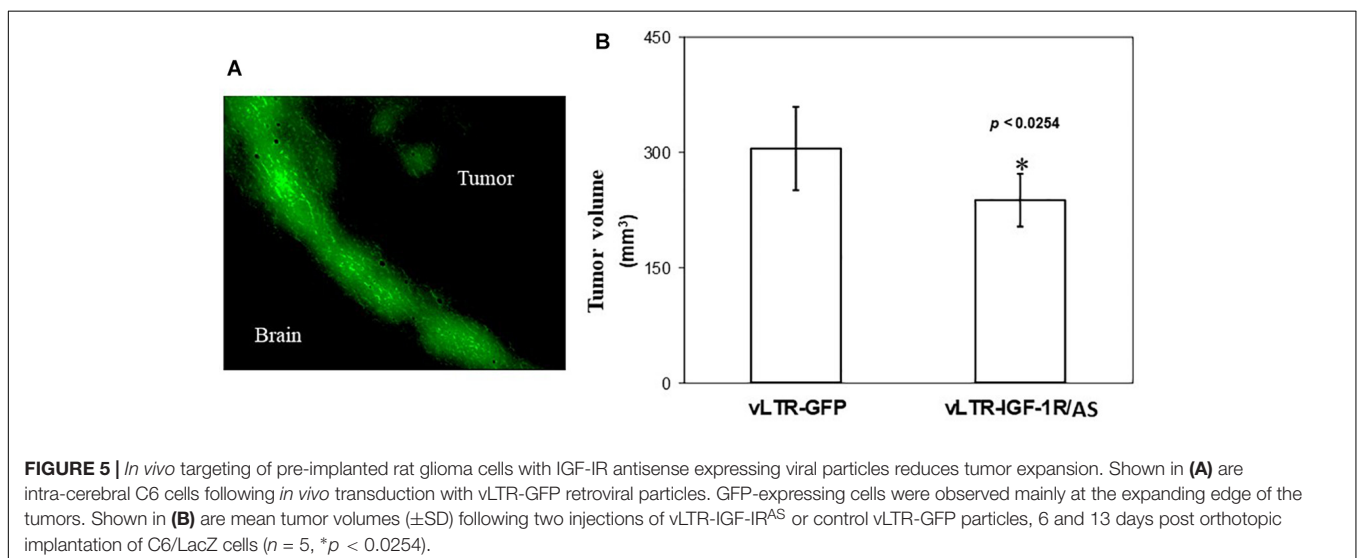 A
Tumor
Brain
B
450
300
150
0
Tumor volume
(mm³)
p < 0.0254
*
vLTR-GFP
vLTR-IGF-1R/AS
FIGURE 5 | In vivo targeting of pre-implanted rat glioma cells with IGF-IR antisense expressing viral particles reduces tumor expansion. Shown in (A) are
intra-cerebral C6 cells following in vivo transduction with vLTR-GFP retroviral particles. GFP-expressing cells were observed mainly at the expanding edge of the
tumors. Shown in (B) are mean tumor volumes (±SD) following two injections of vLTR-IGF-IRᴬˢ or control vLTR-GFP particles, 6 and 13 days post orthotopic
implantation of C6/LacZ cells (n = 5, *p < 0.0254).